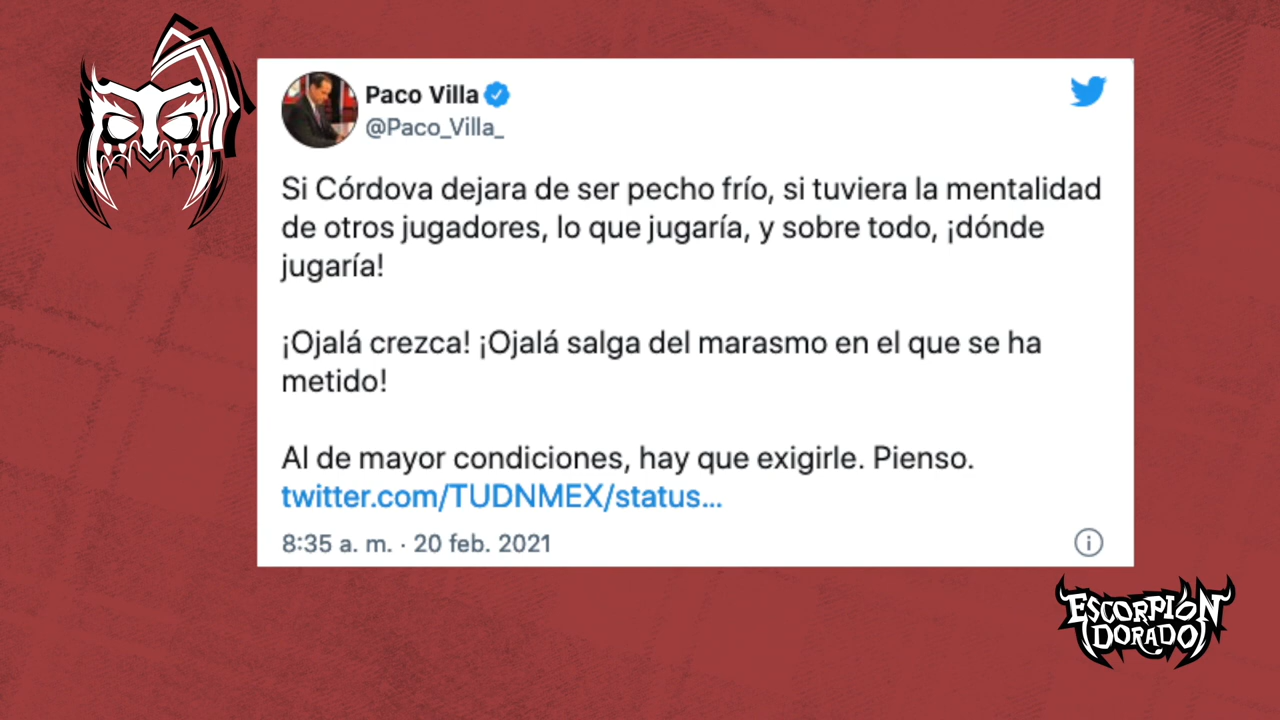 Paco Villa
@Paco_Villa_
Si Córdova dejara de ser pecho frío, si tuviera la mentalidad
de otros jugadores, lo que jugaría, y sobre todo, ¡dónde
jugaría!
¡Ojalá crezca! ¡Ojalá salga del marasmo en el que se ha
metido!
Al de mayor condiciones, hay que exigirle. Pienso.
twitter.com/TUDNMEX/status...
8:35 a. m. · 20 feb. 2021
ESCORPIÓN
DORADO